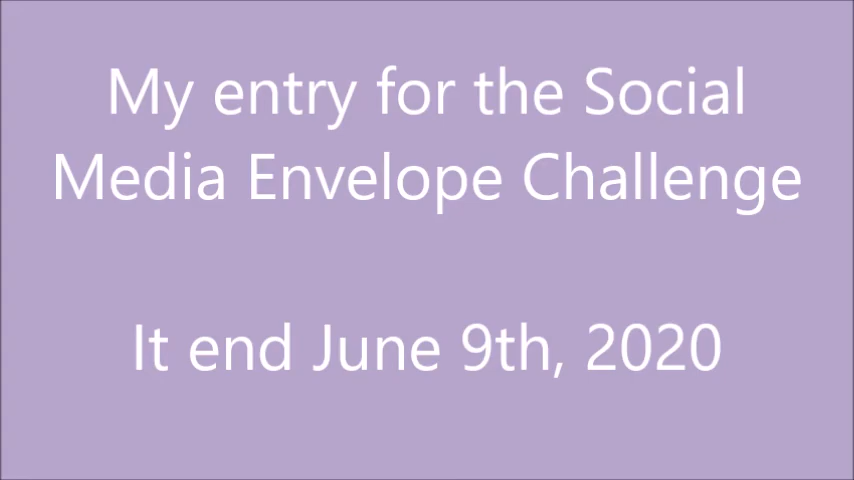 My entry for the Social
Media Envelope Challenge
It end June 9th, 2020